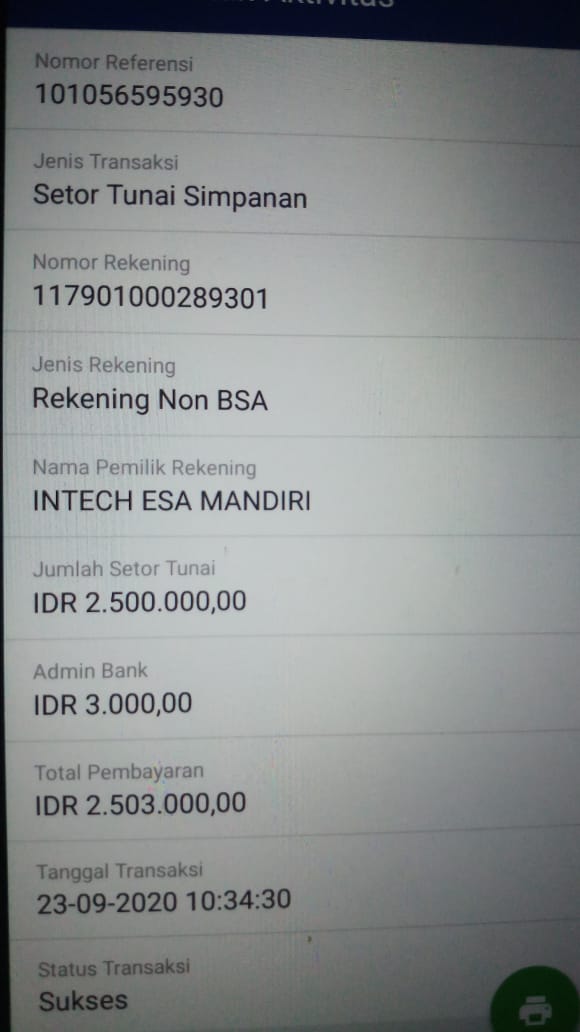 Nomor Referensi
101056595930
Jenis Transaksi
Setor Tunai Simpanan
Nomor Rekening
117901000289301
Jenis Rekening
Rekening Non BSA
Nama Pemilik Rekening
INTECH ESA MANDIRI
Jumlah Setor Tunai
IDR 2.500.000,00
Admin Bank
IDR 3.000,00
Total Pembayaran
IDR 2.503.000,00
Tanggal Transaksi
23-09-2020 10:34:30
Status Transaksi
Sukses